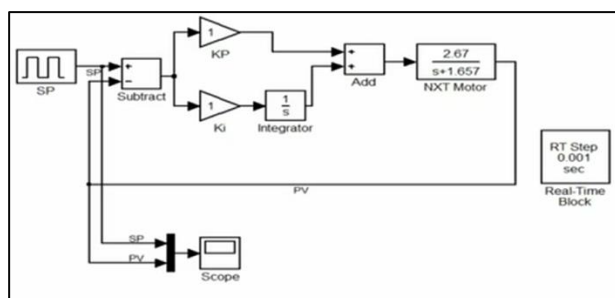 SP
SP
+
−
Subtract
1
KP
1
Ki
1
s
Integrator
+
+
Add
2.67
s+1.657
NXT Motor
RT Step
0.001
sec
Real-Time
Block
PV
SP
PV
Scope